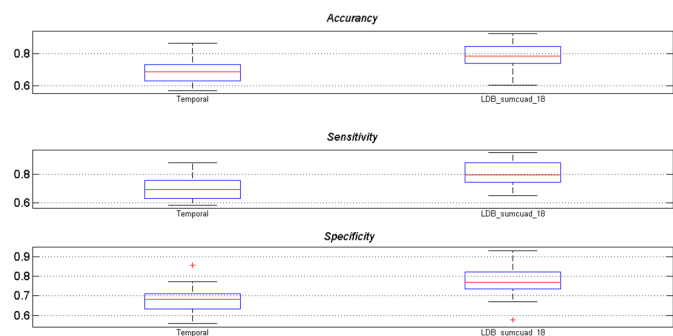 Accurancy
0.8
0.6
Temporal LDB_sumcuad_18
Sensitivity
0.8
0.6
Temporal LDB_sumcuad_18
Specificity
0.9
0.8
0.7
0.6
Temporal LDB_sumcuad_18